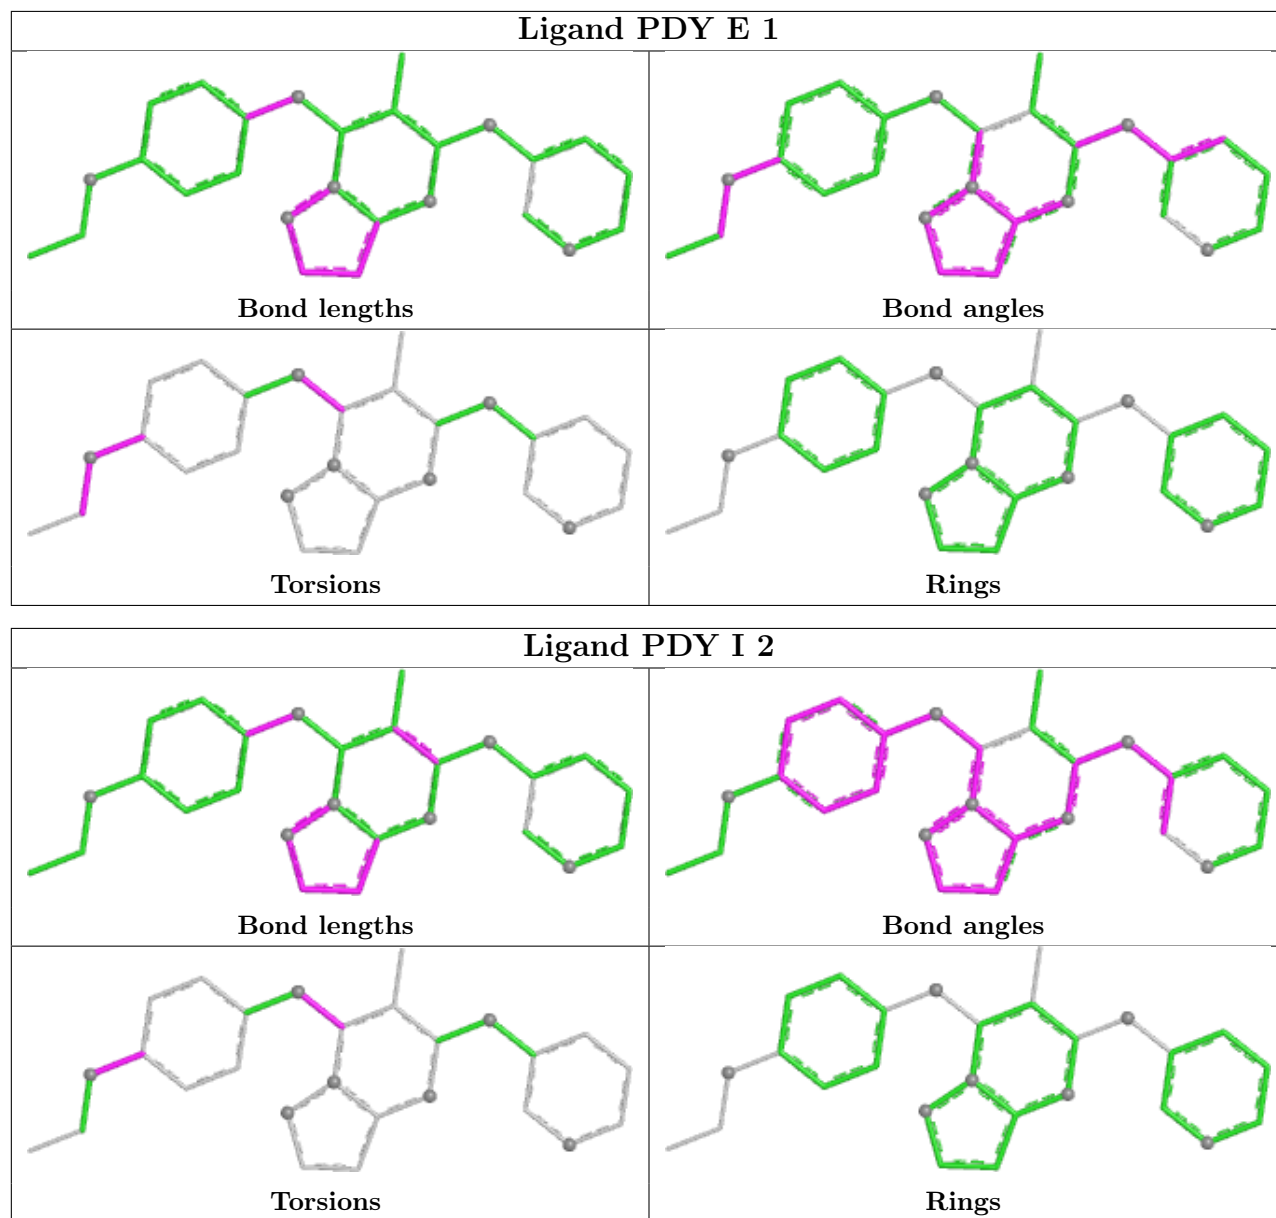 Ligand PDY E 1
Bond lengths
Bond angles
Torsions
Rings
Ligand PDY I 2
Bond lengths
Bond angles
Torsions
Rings